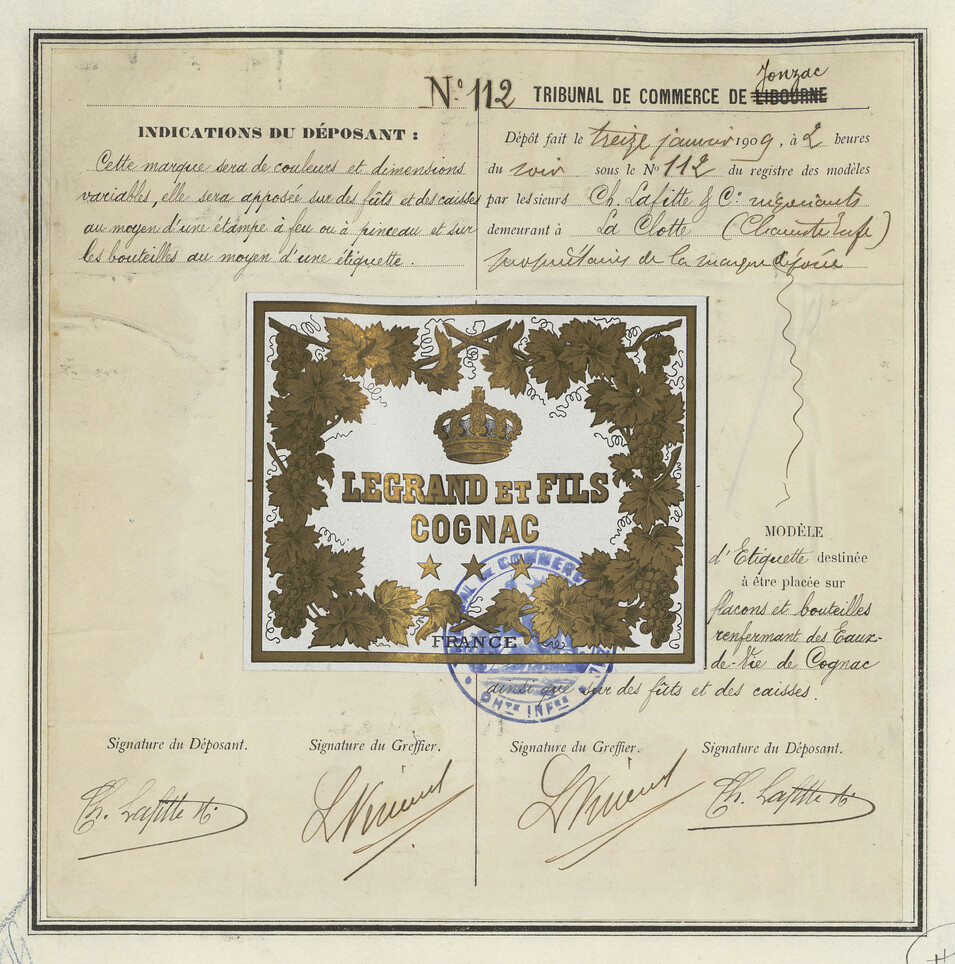 N° 112 TRIBUNAL DE COMMERCE DE LIBOURNE Jonzac
INDICATIONS DU DÉPOSANT :
Cette marque sera de couleurs et dimensions
variables, elle sera apposée sur des fûts et des caisses
au moyen d'une étampe à feu ou à pinceau et sur
les bouteilles au moyen d'une étiquette.
Dépôt fait le treize janvier 1909, à 2 heures
du soir sous le N° 112 du registre des modèles
par les sieurs Ch. Lafitte & Cie négociants
demeurant à La Clotte (Charente Infre)
propriétaires de la marque déposée
LEGRAND ET FILS
COGNAC
FRANCE
MODÈLE
d'Etiquette destinée
à être placée sur
flacons et bouteilles
renfermant des Eaux-
de-Vie de Cognac
ainsi que sur des fûts et des caisses.
TRIBUNAL DE COMMERCE
CHTE INFRE
Signature du Déposant. Signature du Greffier. Signature du Greffier. Signature du Déposant.
Ch. Lafitte Ch. Lafitte